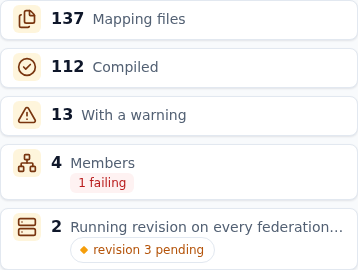 137 Mapping files
112 Compiled
13 With a warning
4 Members
1 failing
2 Running revision on every federation…
revision 3 pending